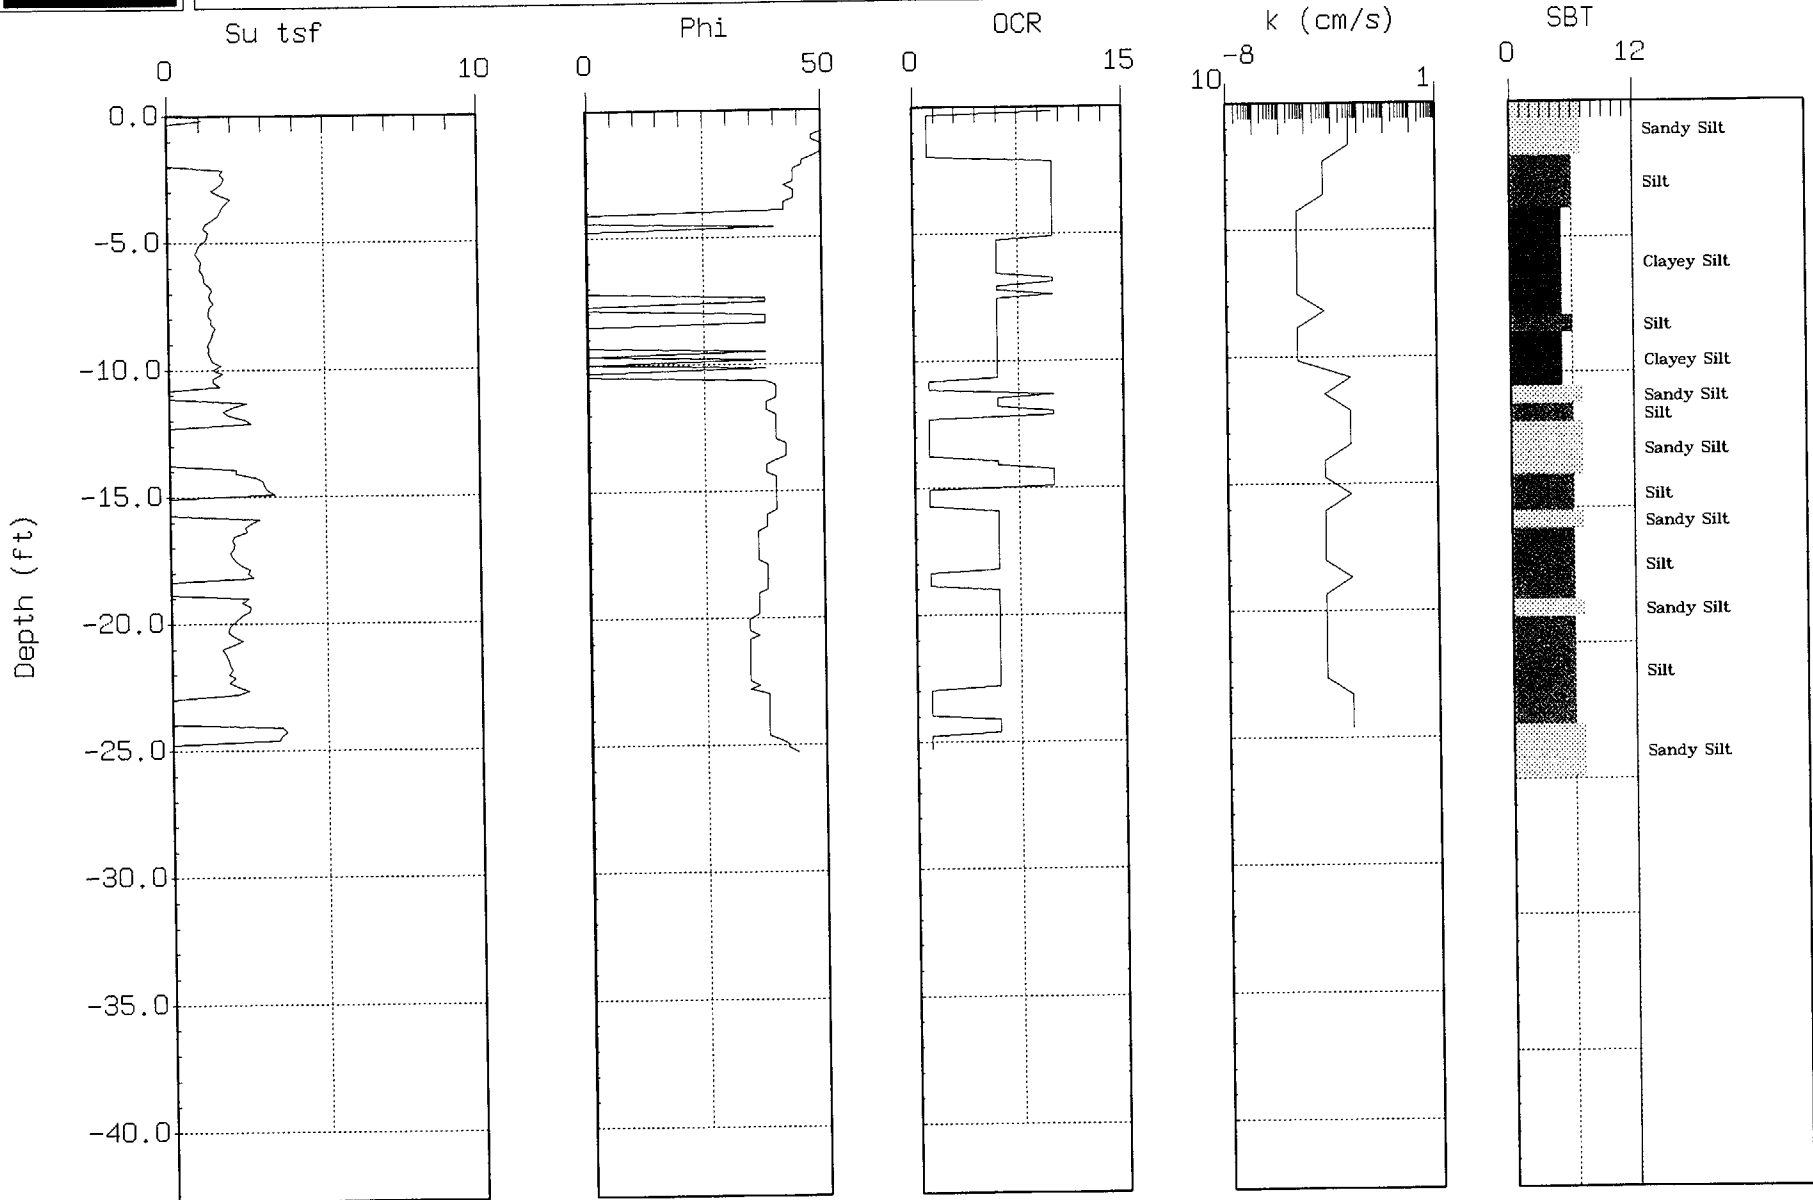 Su tsf
Phi
OCR
k (cm/s)
SBT
0 10
0 50
0 15
10 -8 1
0 12
Depth (ft)
0.0
-5.0
-10.0
-15.0
-20.0
-25.0
-30.0
-35.0
-40.0
Sandy Silt
Silt
Clayey Silt
Silt
Clayey Silt
Sandy Silt
Silt
Sandy Silt
Silt
Sandy Silt
Silt
Sandy Silt
Silt
Sandy Silt